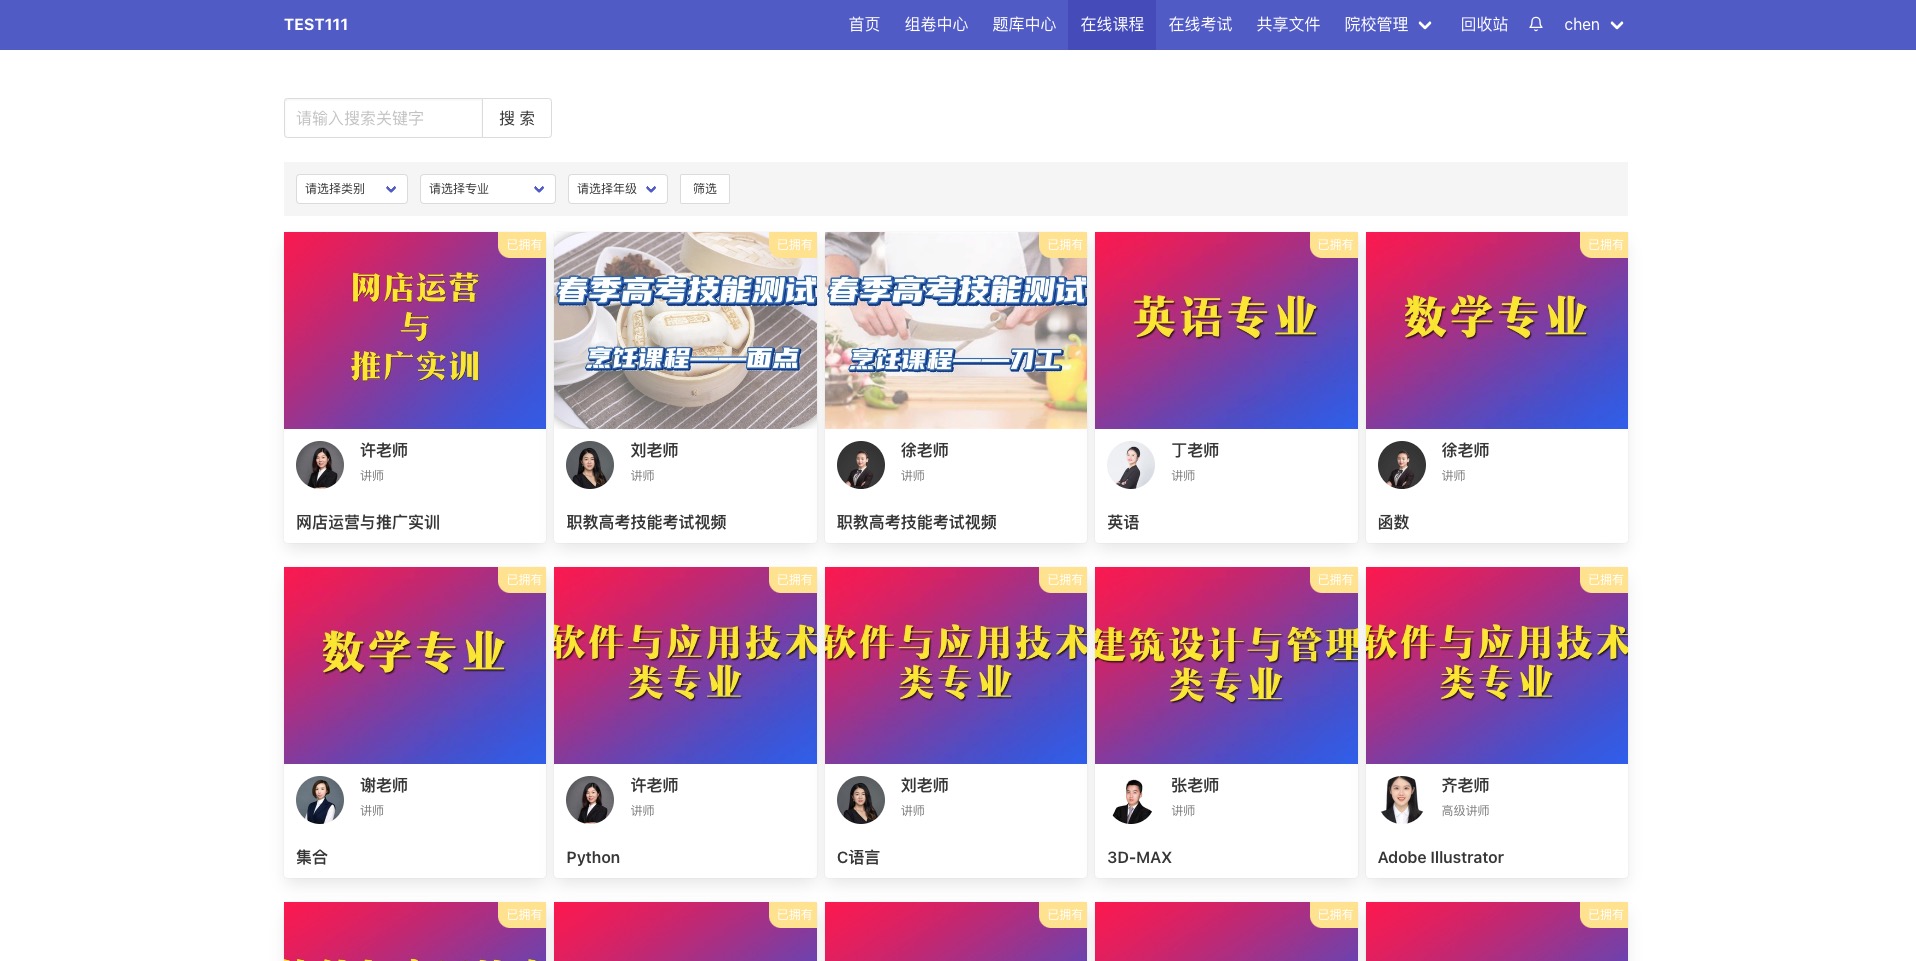 TEST111
首页 组卷中心 题库中心 在线课程 在线考试 共享文件 院校管理 回收站 chen
请输入搜索关键字 搜 索
请选择类别 请选择专业 请选择年级 筛选
已拥有
网店运营
与
推广实训
许老师
讲师
网店运营与推广实训
已拥有
春季高考技能测试
烹饪课程——面点
刘老师
讲师
职教高考技能考试视频
已拥有
春季高考技能测试
烹饪课程——刀工
徐老师
讲师
职教高考技能考试视频
已拥有
英语专业
丁老师
讲师
英语
已拥有
数学专业
徐老师
讲师
函数
已拥有
数学专业
谢老师
讲师
集合
已拥有
软件与应用技术
类专业
许老师
讲师
Python
已拥有
软件与应用技术
类专业
刘老师
讲师
C语言
已拥有
建筑设计与管理
类专业
张老师
讲师
3D-MAX
已拥有
软件与应用技术
类专业
齐老师
高级讲师
Adobe Illustrator
已拥有
已拥有
已拥有
已拥有
已拥有